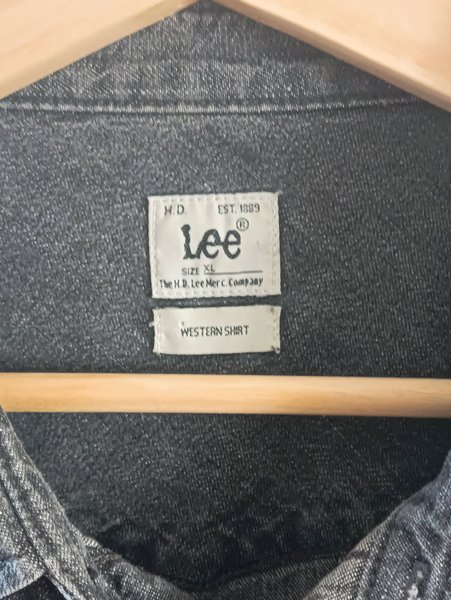 H.D. EST. 1889
Lee®
SIZE XL
The H.D. Lee Merc. Company
WESTERN SHIRT